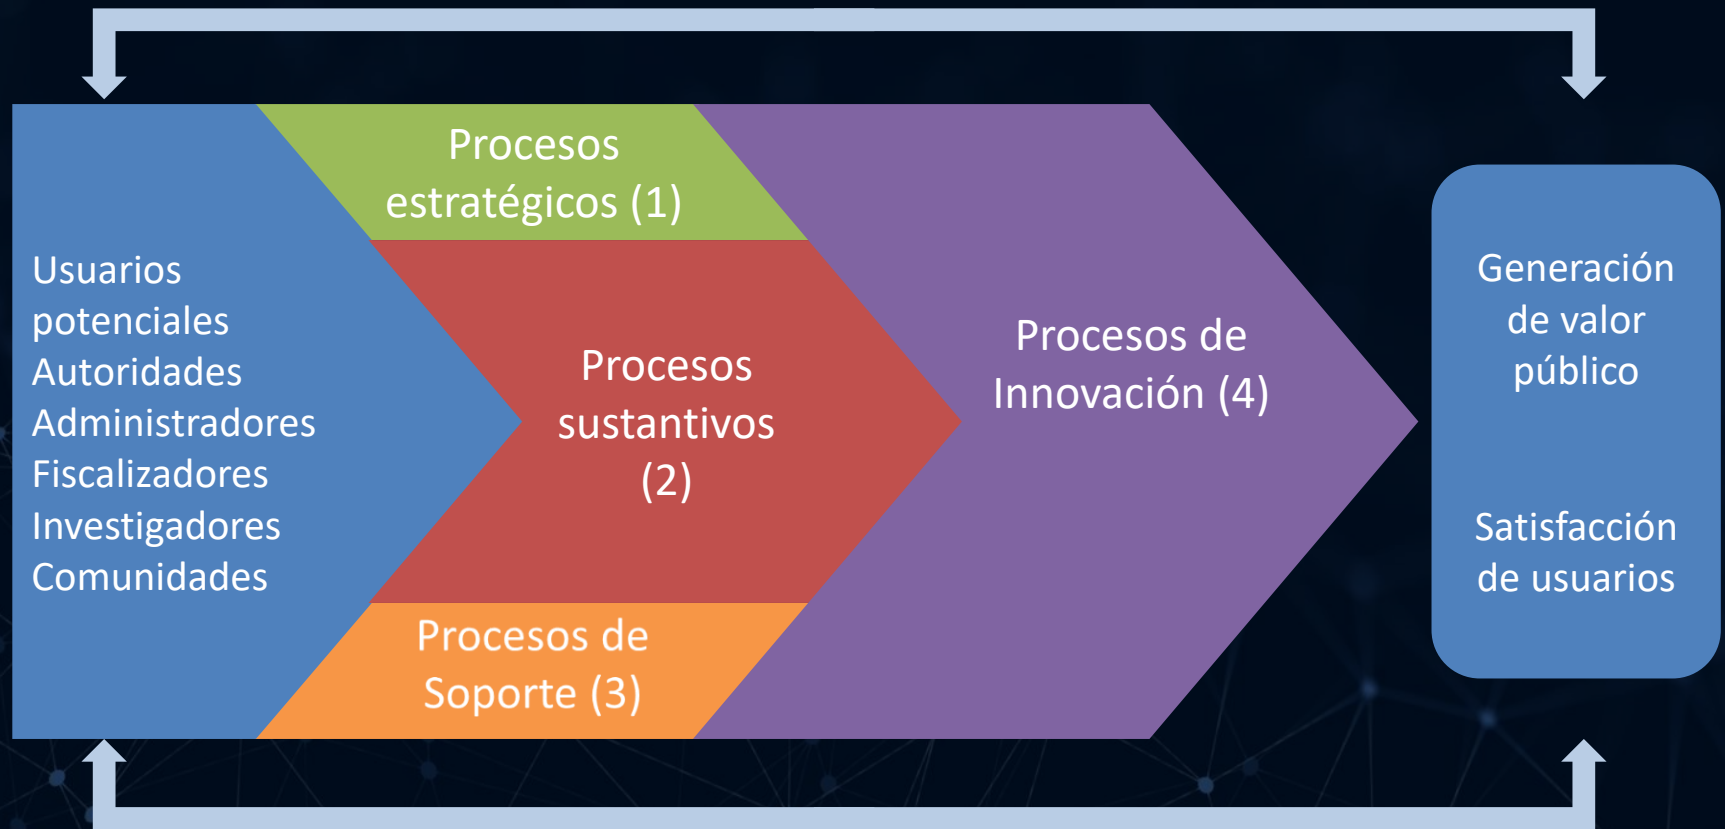 Usuarios
potenciales
Autoridades
Administradores
Fiscalizadores
Investigadores
Comunidades
Procesos
estratégicos (1)
Procesos
sustantivos
(2)
Procesos de
Soporte (3)
Procesos de
Innovación (4)
Generación
de valor
público
Satisfacción
de usuarios